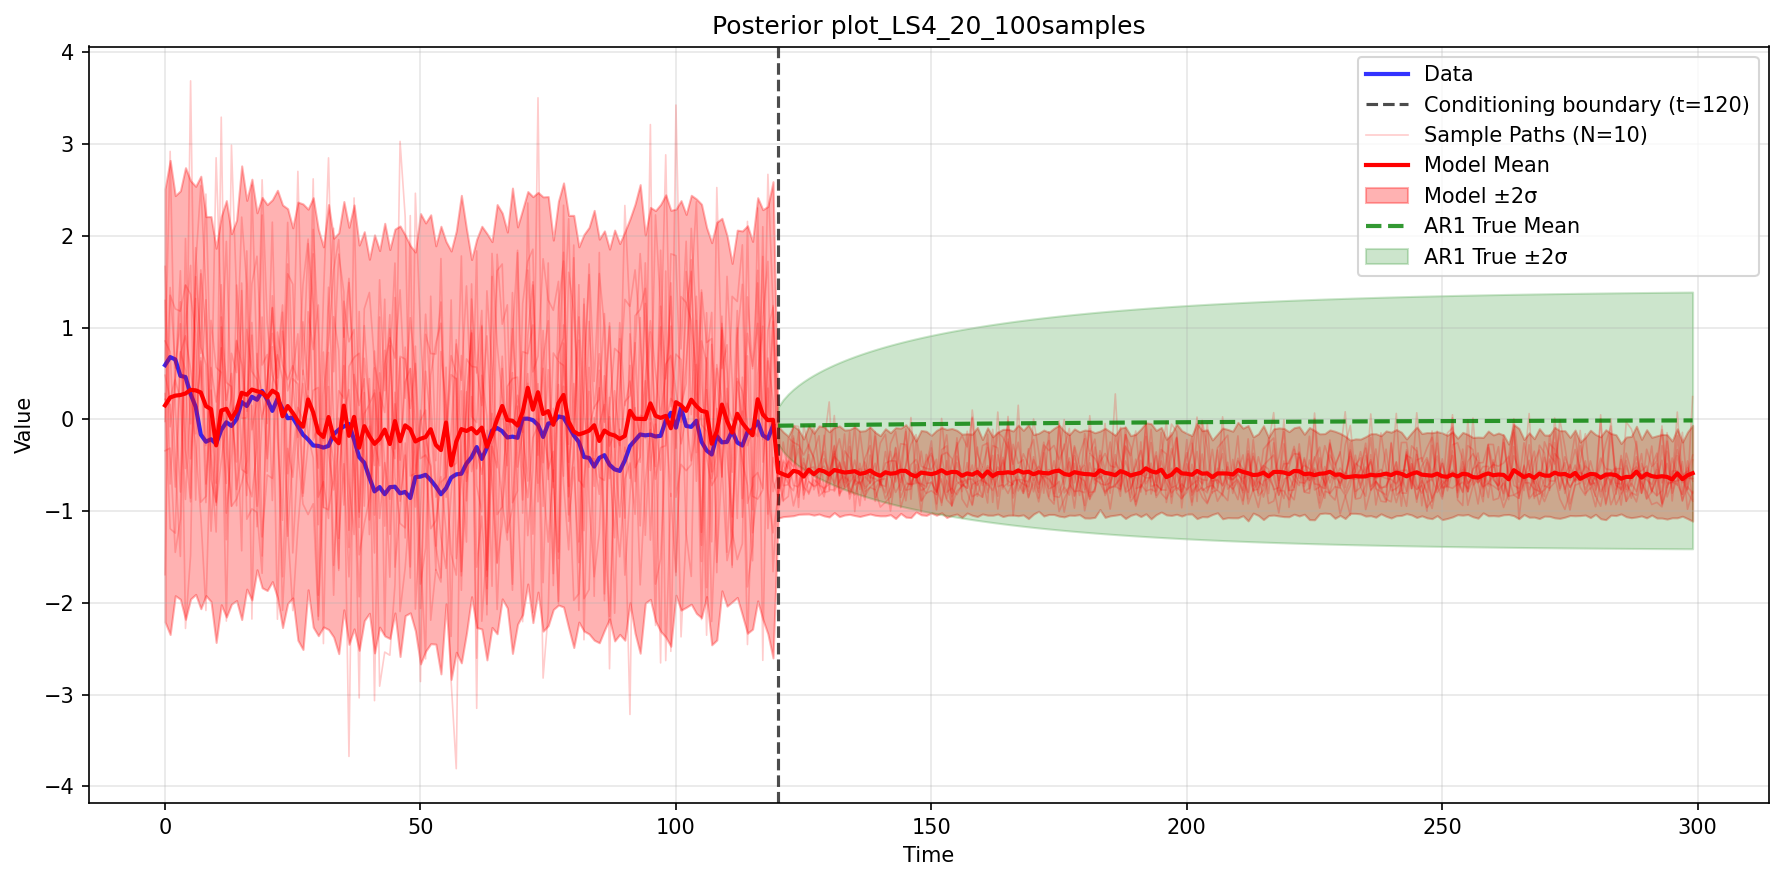 Posterior plot_LS4_20_100samples
Data
Conditioning boundary (t=120)
Sample Paths (N=10)
Model Mean
Model ±2σ
AR1 True Mean
AR1 True ±2σ
Value
4
3
2
1
0
−1
−2
−3
−4
0 50 100 150 200 250 300
Time